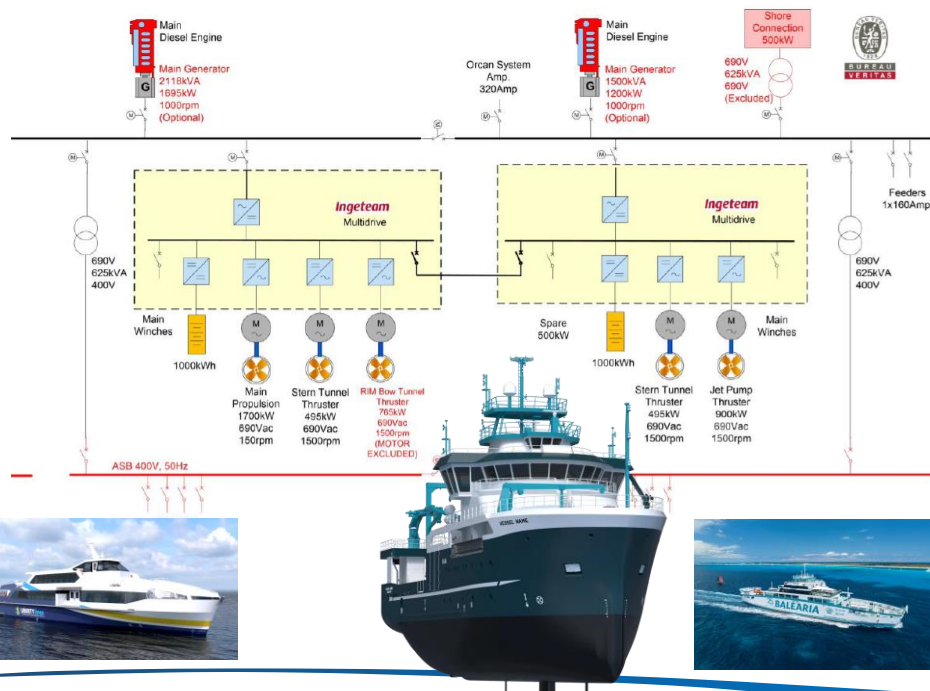 Main
Diesel Engine
Main Generator
2118kVA
1695kW
1000rpm
(Optional)
G
M
Orcan System
Amp.
320Amp
Main
Diesel Engine
Main Generator
1500kVA
1200kW
1000rpm
(Optional)
G
M
Shore
Connection
500kW
690V
625kVA
690V
(Excluded)
M
BUREAU
VERITAS
M
M
M
M
Feeders
1x160Amp
Ingeteam
Multidrive
Ingeteam
Multidrive
690V
625kVA
400V
690V
625kVA
400V
Main
Winches
1000kWh
M
Main
Propulsion
1700kW
690Vac
150rpm
M
Stern Tunnel
Thruster
495kW
690Vac
1500rpm
M
RIM Bow Tunnel
Thruster
765kW
690Vac
1500rpm
(MOTOR
EXCLUDED)
Spare
500kW
1000kWh
M
Stern Tunnel
Thruster
495kW
690Vac
1500rpm
M
Jet Pump
Thruster
900kW
690Vac
1500rpm
Main
Winches
ASB 400V, 50Hz
VESSEL NAME
BALEARIA